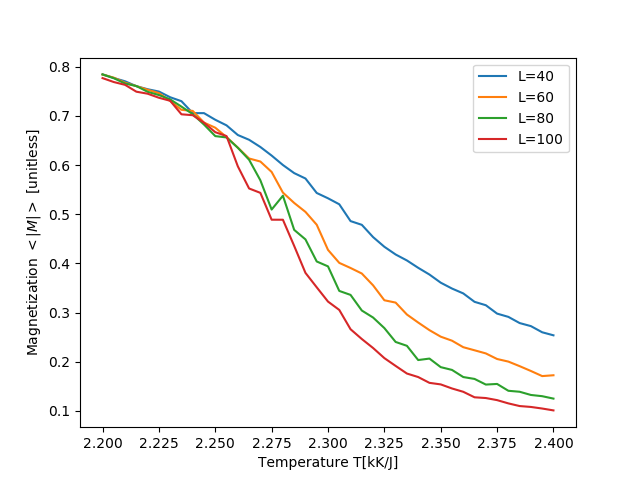 0.8
0.7
0.6
0.5
0.4
0.3
0.2
0.1
Magnetization < |M| > [unitless]
L=40
L=60
L=80
L=100
2.200 2.225 2.250 2.275 2.300 2.325 2.350 2.375 2.400
Temperature T[kK/J]